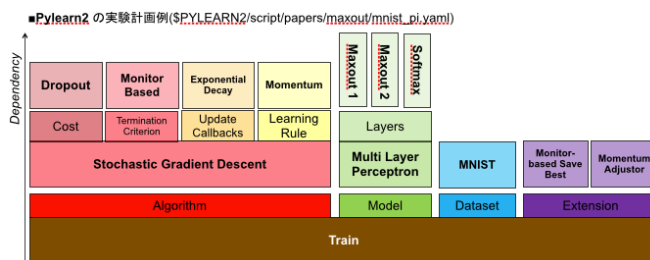 ■Pylearn2 の実験計画例($PYLEARN2/script/papers/maxout/mnist_pi.yaml)
Dependency
Dropout
Monitor
Based
Exponential
Decay
Momentum
Maxout 1
Maxout 2
Softmax
Cost
Termination
Criterion
Update
Callbacks
Learning
Rule
Layers
Stochastic Gradient Descent
Multi Layer
Perceptron
MNIST
Monitor-
based Save
Best
Momentum
Adjustor
Algorithm
Model
Dataset
Extension
Train